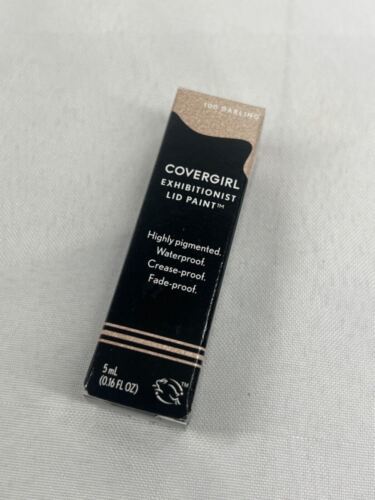 100 DARLING
COVERGIRL
EXHIBITIONIST
LID PAINT™
Highly pigmented.
Waterproof.
Crease-proof.
Fade-proof.
5 mL
(0.16 FL OZ)
™